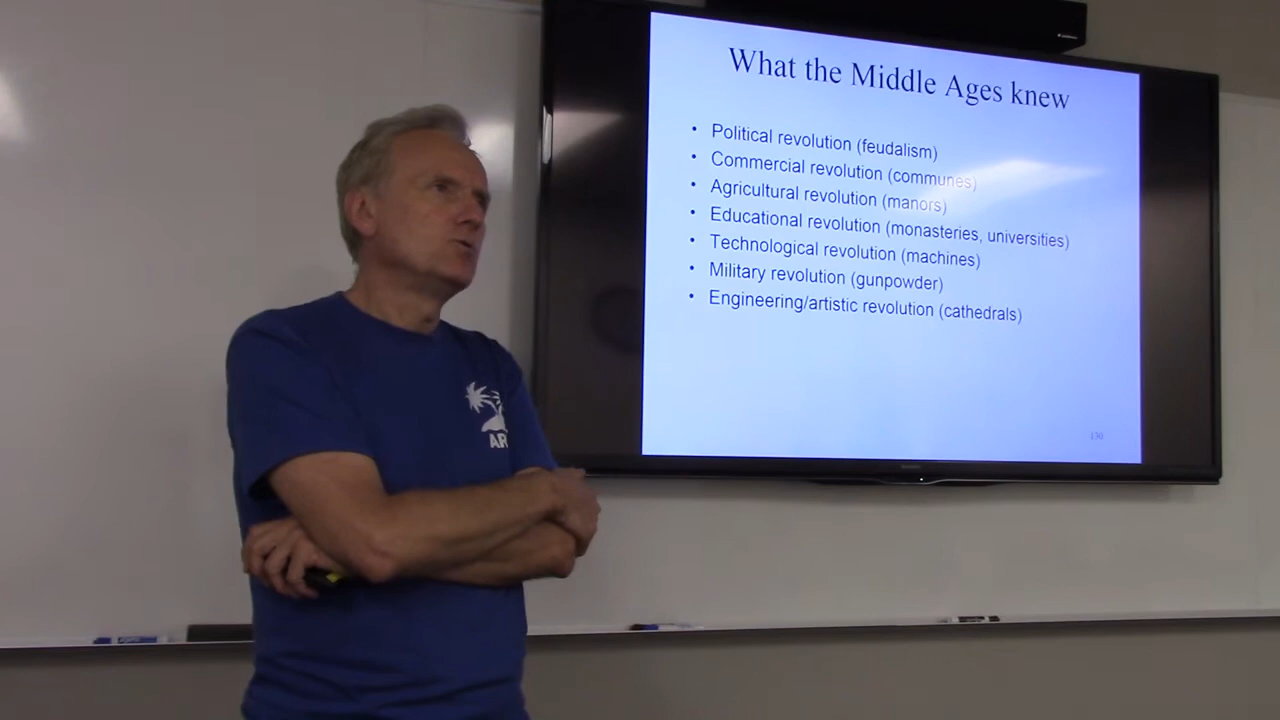 What the Middle Ages knew
• Political revolution (feudalism)
• Commercial revolution (communes)
• Agricultural revolution (manors)
• Educational revolution (monasteries, universities)
• Technological revolution (machines)
• Military revolution (gunpowder)
• Engineering/artistic revolution (cathedrals)
130